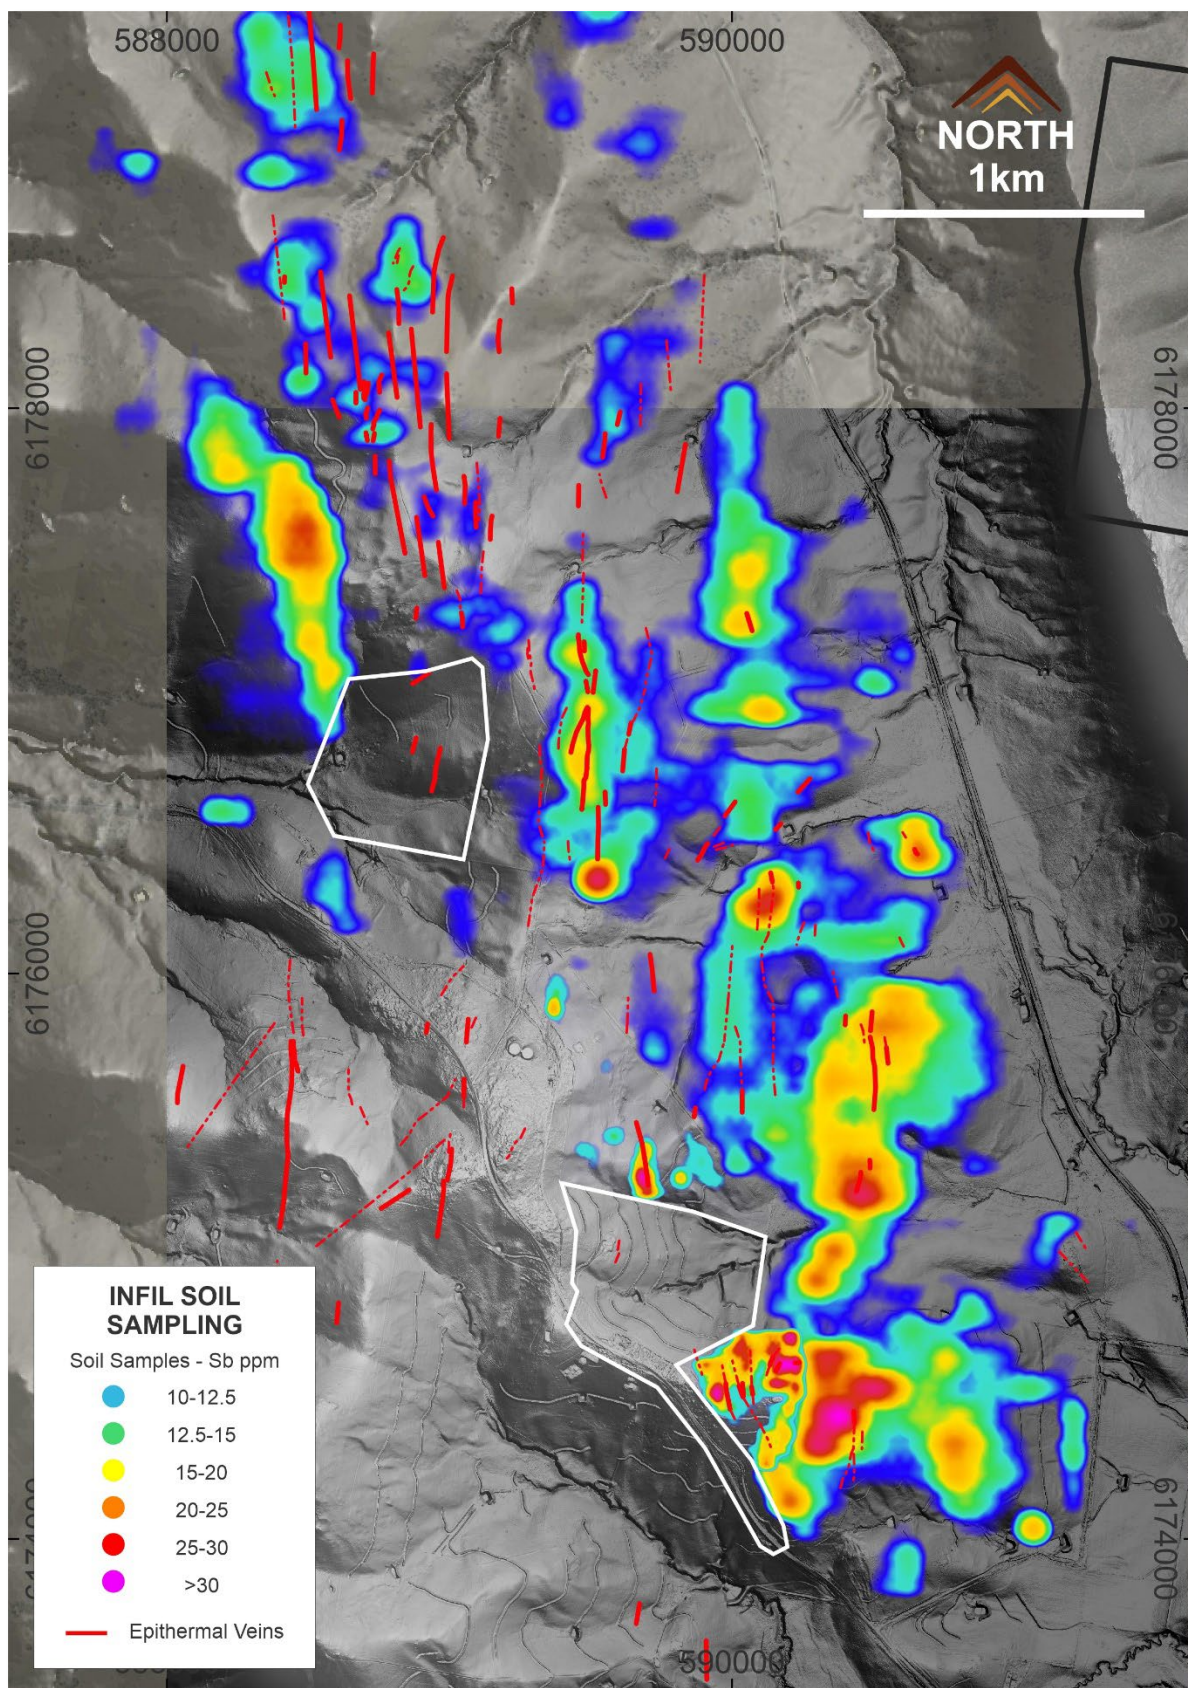 588000
590000
NORTH
1km
6178000
6178000
6176000
INFIL SOIL
SAMPLING
Soil Samples - Sb ppm
10-12.5
12.5-15
15-20
20-25
25-30
>30
Epithermal Veins
6174000
590000